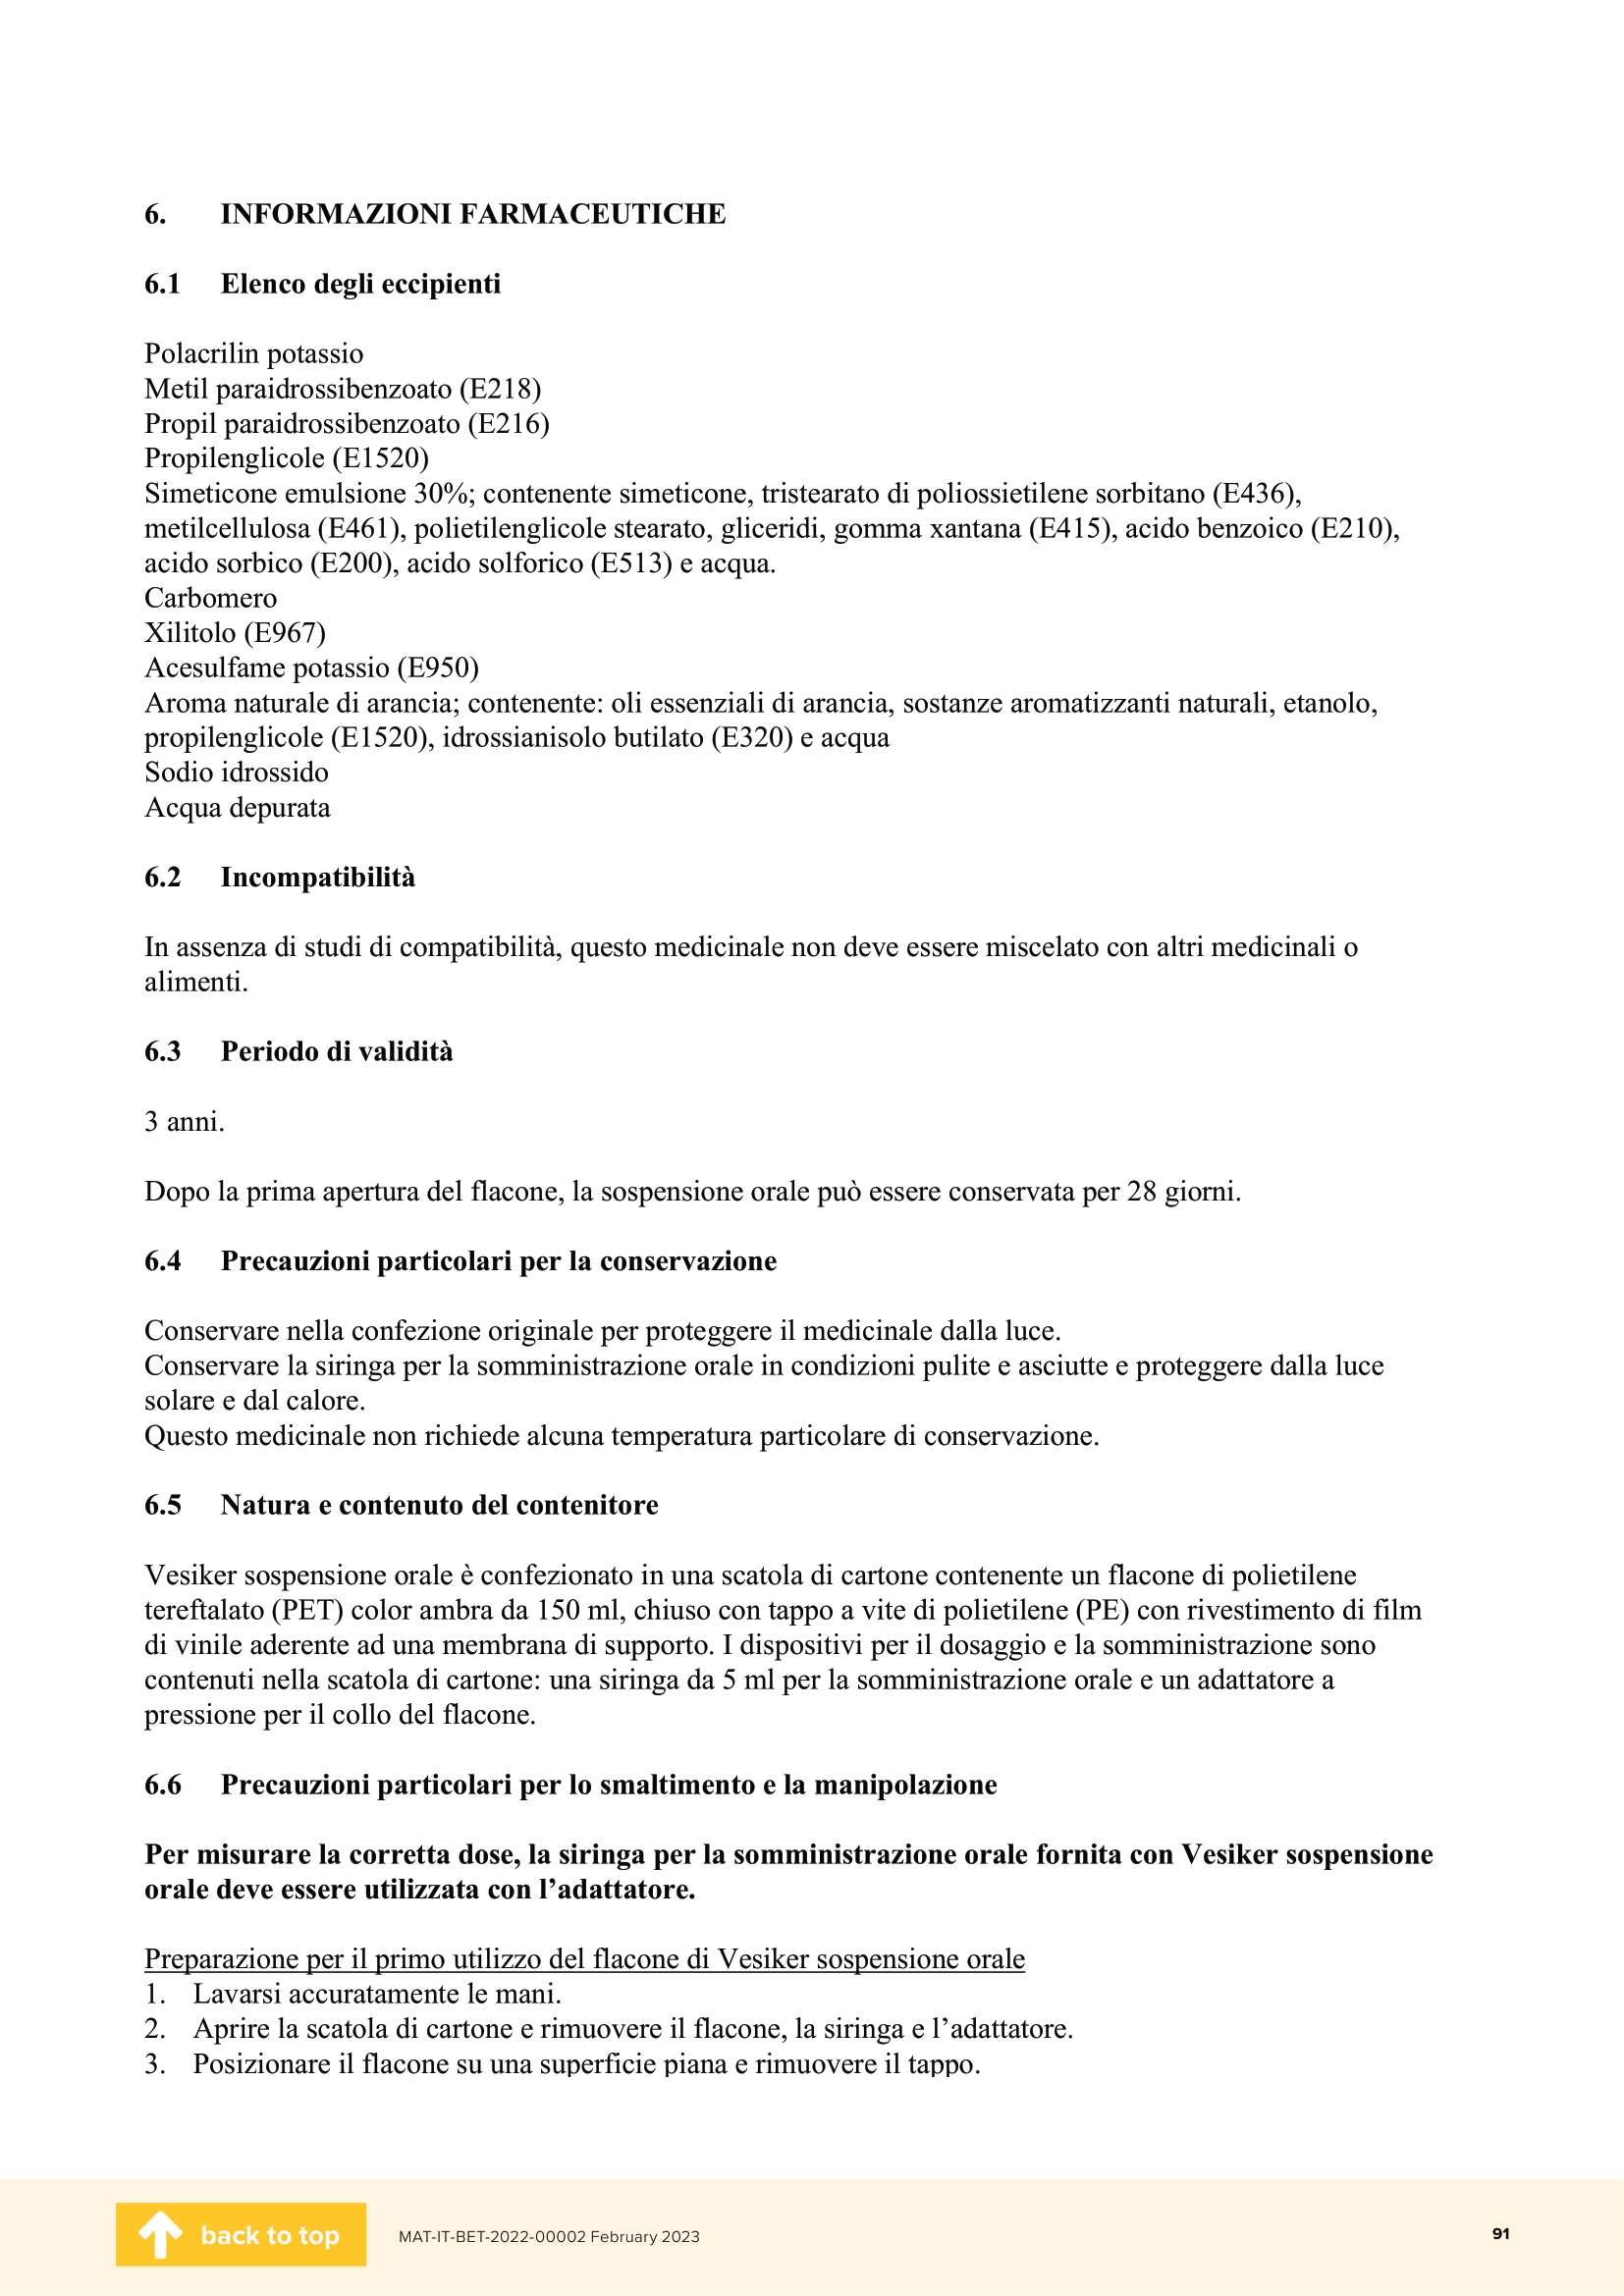 6. INFORMAZIONI FARMACEUTICHE
6.1 Elenco degli eccipienti
Polacrilin potassio
Metil paraidrossibenzoato (E218)
Propil paraidrossibenzoato (E216)
Propilenglicole (E1520)
Simeticone emulsione 30%; contenente simeticone, tristearato di poliossietilene sorbitano (E436),
metilcellulosa (E461), polietilenglicole stearato, gliceridi, gomma xantana (E415), acido benzoico (E210),
acido sorbico (E200), acido solforico (E513) e acqua.
Carbomero
Xilitolo (E967)
Acesulfame potassio (E950)
Aroma naturale di arancia; contenente: oli essenziali di arancia, sostanze aromatizzanti naturali, etanolo,
propilenglicole (E1520), idrossianisolo butilato (E320) e acqua
Sodio idrossido
Acqua depurata
6.2 Incompatibilità
In assenza di studi di compatibilità, questo medicinale non deve essere miscelato con altri medicinali o
alimenti.
6.3 Periodo di validità
3 anni.
Dopo la prima apertura del flacone, la sospensione orale può essere conservata per 28 giorni.
6.4 Precauzioni particolari per la conservazione
Conservare nella confezione originale per proteggere il medicinale dalla luce.
Conservare la siringa per la somministrazione orale in condizioni pulite e asciutte e proteggere dalla luce
solare e dal calore.
Questo medicinale non richiede alcuna temperatura particolare di conservazione.
6.5 Natura e contenuto del contenitore
Vesiker sospensione orale è confezionato in una scatola di cartone contenente un flacone di polietilene
tereftalato (PET) color ambra da 150 ml, chiuso con tappo a vite di polietilene (PE) con rivestimento di film
di vinile aderente ad una membrana di supporto. I dispositivi per il dosaggio e la somministrazione sono
contenuti nella scatola di cartone: una siringa da 5 ml per la somministrazione orale e un adattatore a
pressione per il collo del flacone.
6.6 Precauzioni particolari per lo smaltimento e la manipolazione
Per misurare la corretta dose, la siringa per la somministrazione orale fornita con Vesiker sospensione
orale deve essere utilizzata con l’adattatore.
Preparazione per il primo utilizzo del flacone di Vesiker sospensione orale
1. Lavarsi accuratamente le mani.
2. Aprire la scatola di cartone e rimuovere il flacone, la siringa e l’adattatore.
3. Posizionare il flacone su una superficie piana e rimuovere il tappo.
back to top
MAT-IT-BET-2022-00002 February 2023
91